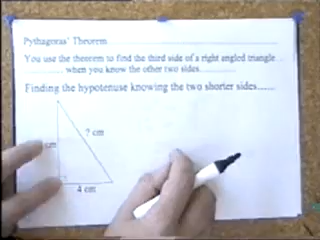 Pythagoras' Theorem
You use the theorem to find the third side of a right angled triangle....
........ when you know the other two sides..........
Finding the hypotenuse knowing the two shorter sides.......
cm
? cm
4 cm